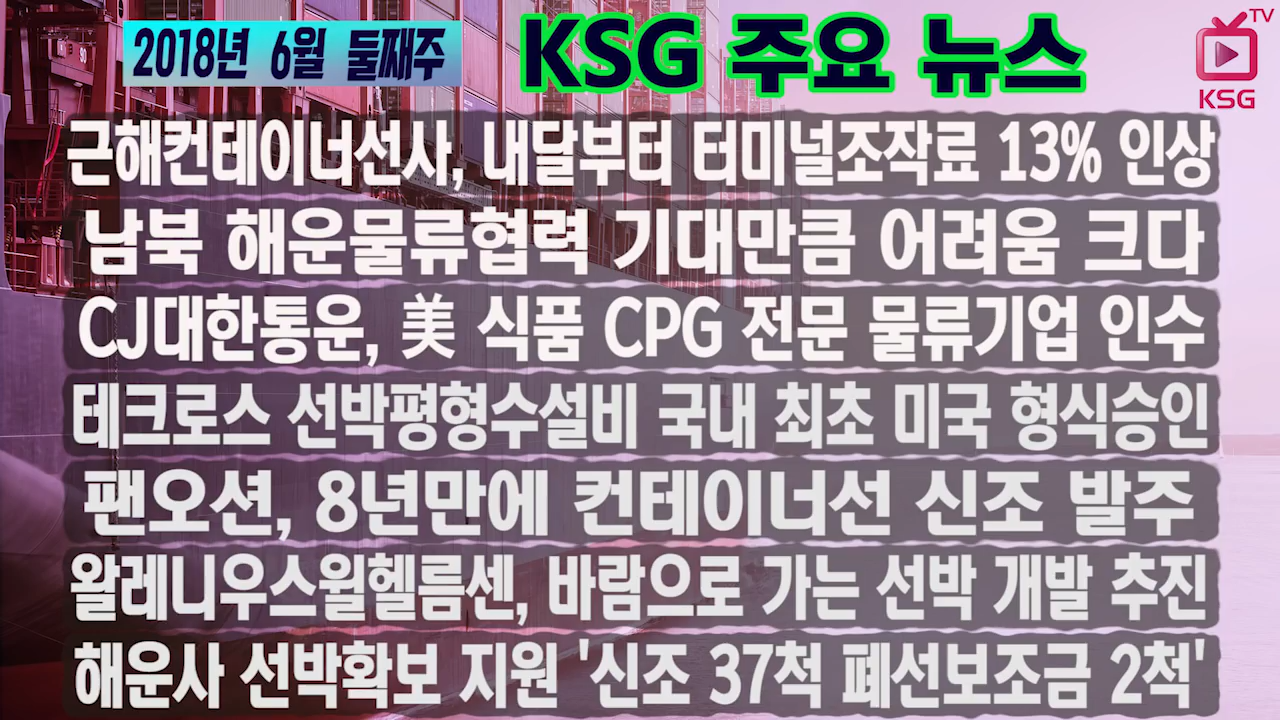 2018년 6월 둘째주
KSG 주요 뉴스
TV
KSG
근해컨테이너선사, 내달부터 터미널조작료 13% 인상
남북 해운물류협력 기대만큼 어려움 크다
CJ대한통운, 美 식품 CPG 전문 물류기업 인수
테크로스 선박평형수설비 국내 최초 미국 형식승인
팬오션, 8년만에 컨테이너선 신조 발주
왈레니우스윌헬름센, 바람으로 가는 선박 개발 추진
해운사 선박확보 지원 '신조 37척 폐선보조금 2척'